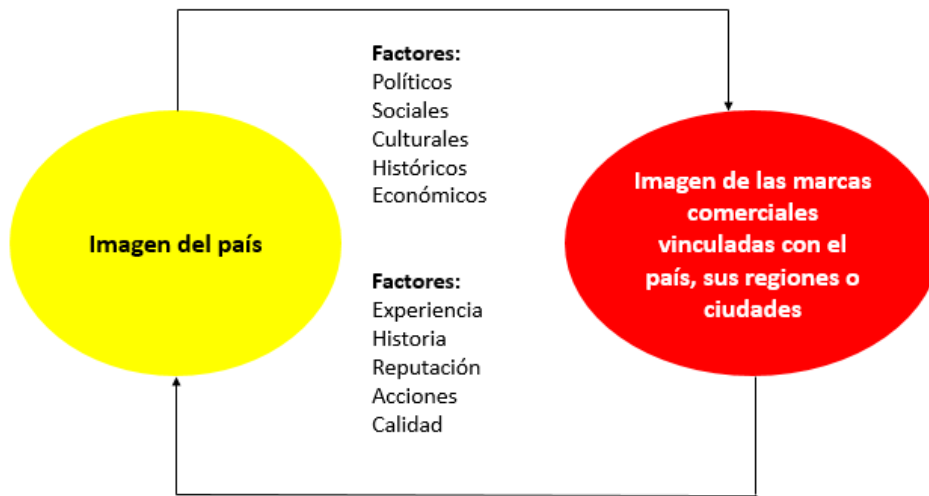 Factores:
Políticos
Sociales
Culturales
Históricos
Económicos
Imagen del país
Imagen de las marcas
comerciales
vinculadas con el
país, sus regiones o
ciudades
Factores:
Experiencia
Historia
Reputación
Acciones
Calidad